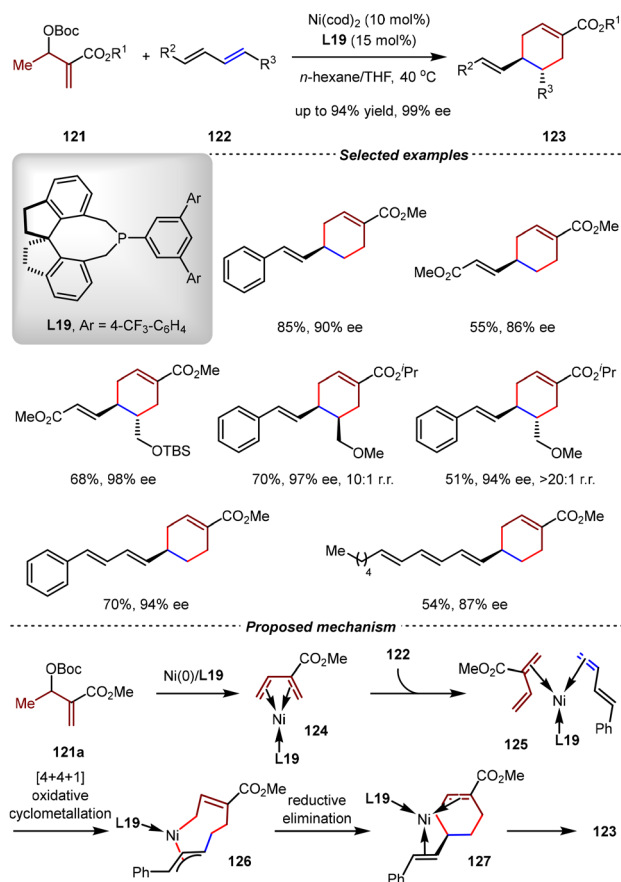 OBoc
Me
CO2R1
121
+
R2
R3
122
Ni(cod)2 (10 mol%)
L19 (15 mol%)
n-hexane/THF, 40 oC
up to 94% yield, 99% ee
CO2R1
R2
R3
123
Selected examples
Ar
P
Ar
L19, Ar = 4-CF3-C6H4
CO2Me
85%, 90% ee
CO2Me
MeO2C
55%, 86% ee
CO2Me
MeO2C
OTBS
68%, 98% ee
CO2iPr
OMe
70%, 97% ee, 10:1 r.r.
CO2iPr
OMe
51%, 94% ee, >20:1 r.r.
CO2Me
70%, 94% ee
CO2Me
Me
( )4
54%, 87% ee
Proposed mechanism
OBoc
Me
CO2Me
121a
Ni(0)/L19
CO2Me
Ni
L19
124
122
MeO2C
Ni
Ph
125
L19
[4+4+1]
oxidative
cyclometallation
CO2Me
L19
Ni
Ph
126
reductive
elimination
CO2Me
L19
Ni
Ph
127
123